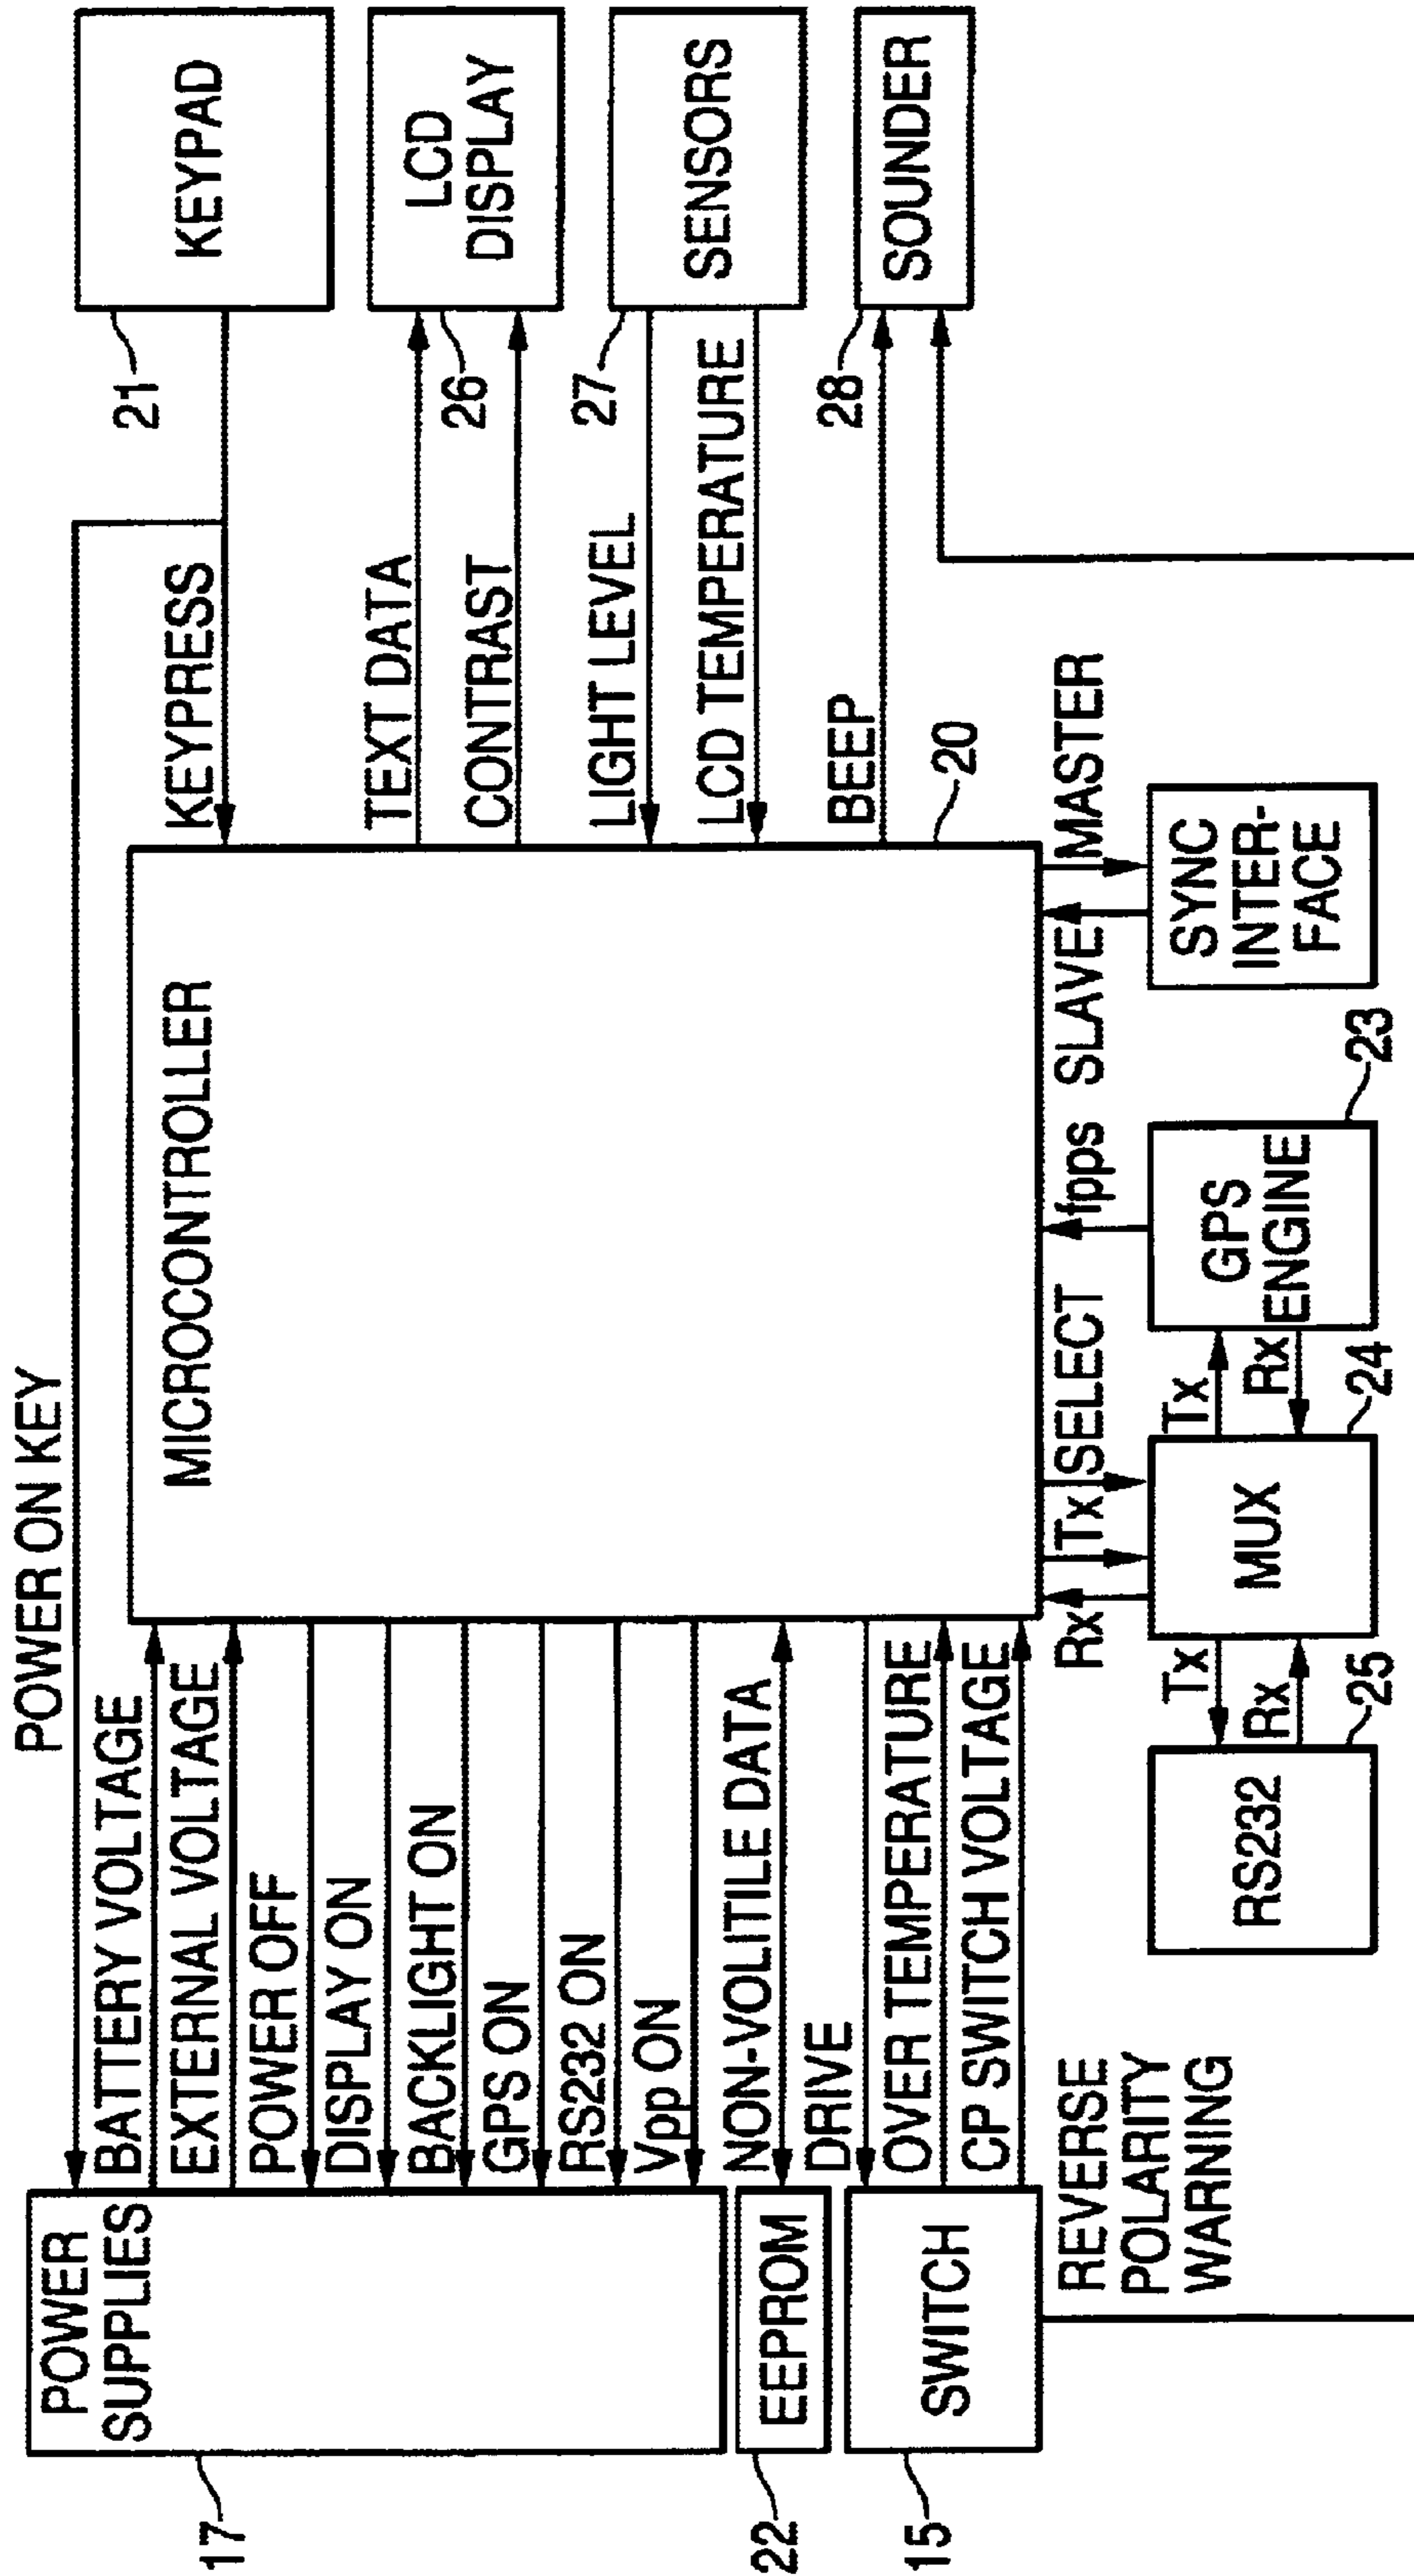 POWER ON KEY
POWER
SUPPLIES
17
BATTERY VOLTAGE
EXTERNAL VOLTAGE
POWER OFF
DISPLAY ON
BACKLIGHT ON
GPS ON
RS232 ON
Vpp ON
EEPROM
22
NON-VOLITILE DATA
SWITCH
15
DRIVE
OVER TEMPERATURE
CP SWITCH VOLTAGE
REVERSE
POLARITY
WARNING
MICROCONTROLLER
20
KEYPRESS
KEYPAD
21
TEXT DATA
CONTRAST
LCD
DISPLAY
26
LIGHT LEVEL
LCD TEMPERATURE
SENSORS
27
BEEP
SOUNDER
28
Rx
Tx
SELECT
fpps
SLAVE
MASTER
RS232
25
Tx
Rx
MUX
24
Tx
Rx
GPS
ENGINE
23
SYNC
INTER-
FACE